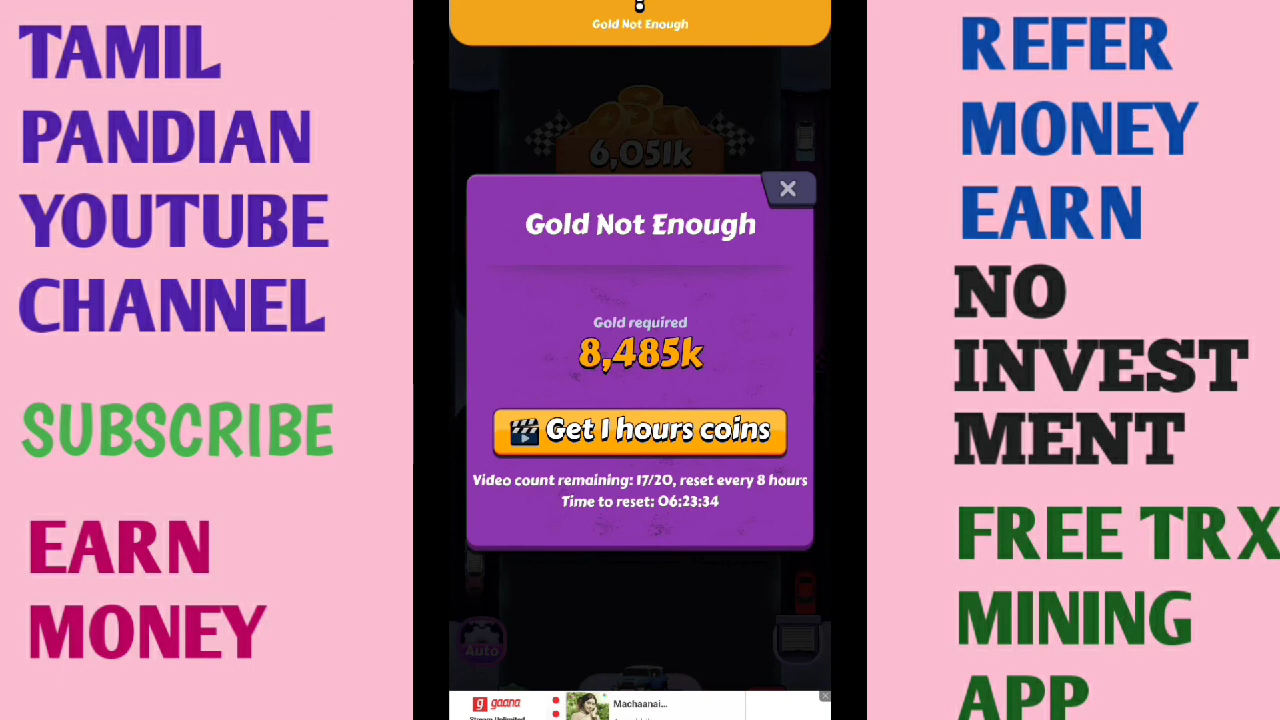 TAMIL
PANDIAN
YOUTUBE
CHANNEL
SUBSCRIBE
EARN
MONEY
Gold Not Enough
6,051k
Gold Not Enough
Gold required
8,485k
Get 1 hours coins
Video count remaining: 17/20, reset every 8 hours
Time to reset: 06:23:34
Auto
g gaana
Machaanai...
REFER
MONEY
EARN
NO
INVEST
MENT
FREE TRX
MINING
APP